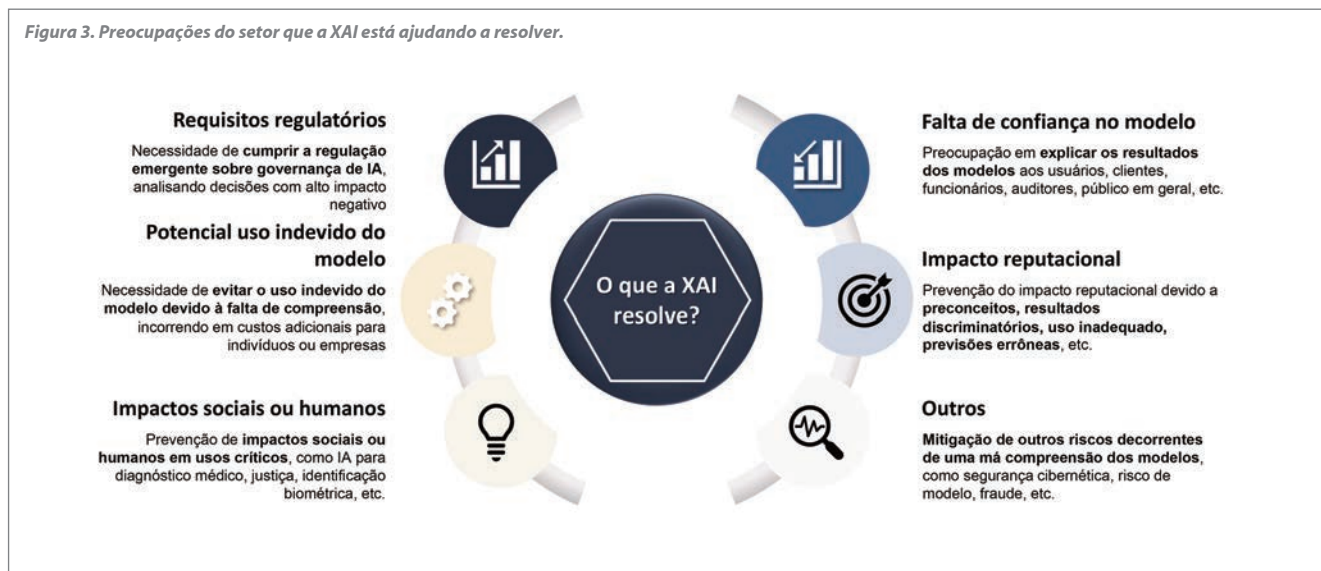 Figura 3. Preocupações do setor que a XAI está ajudando a resolver.
Requisitos regulatórios
Necessidade de cumprir a regulação
emergente sobre governança de IA,
analisando decisões com alto impacto
negativo
Potencial uso indevido do
modelo
Necessidade de evitar o uso indevido do
modelo devido à falta de compreensão,
incorrendo em custos adicionais para
indivíduos ou empresas
Impactos sociais ou humanos
Prevenção de impactos sociais ou
humanos em usos críticos, como IA para
diagnóstico médico, justiça, identificação
biométrica, etc.
O que a XAI
resolve?
Falta de confiança no modelo
Preocupação em explicar os resultados
dos modelos aos usuários, clientes,
funcionários, auditores, público em geral, etc.
Impacto reputacional
Prevenção do impacto reputacional devido a
preconceitos, resultados
discriminatórios, uso inadequado,
previsões errôneas, etc.
Outros
Mitigação de outros riscos decorrentes
de uma má compreensão dos modelos,
como segurança cibernética, risco de
modelo, fraude, etc.